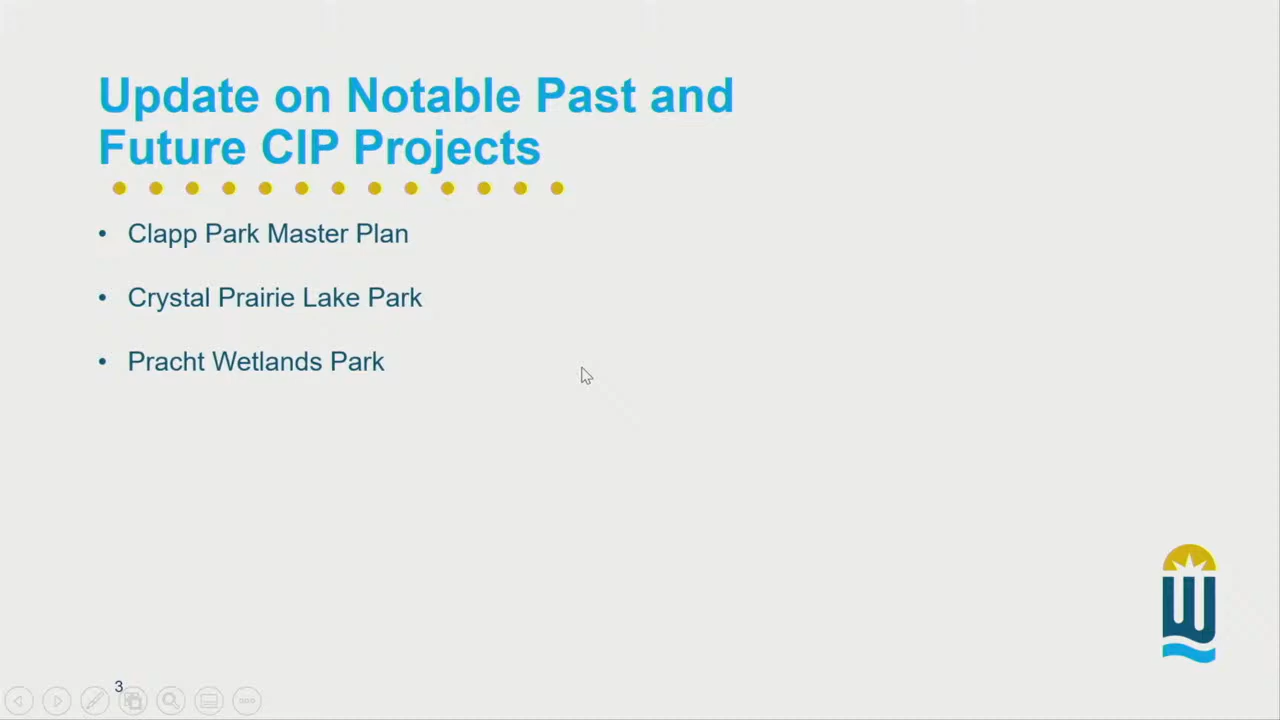 Update on Notable Past and
Future CIP Projects
• Clapp Park Master Plan
• Crystal Prairie Lake Park
• Pracht Wetlands Park
W
3